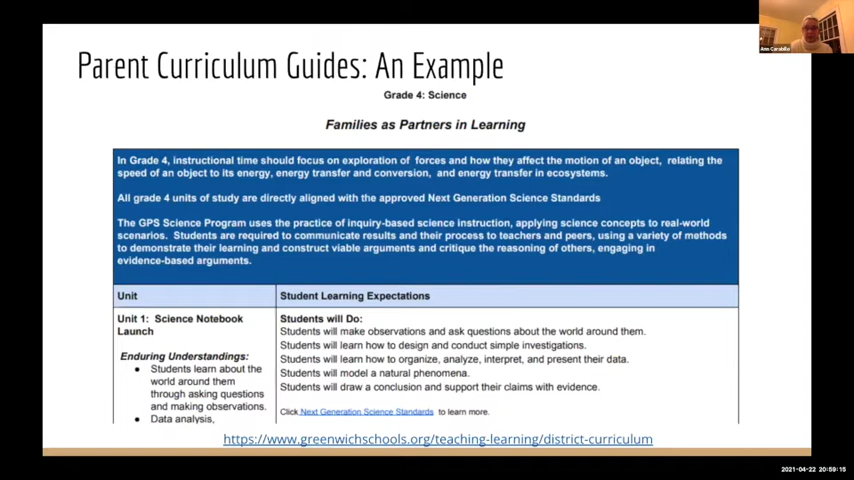 Parent Curriculum Guides: An Example
Grade 4: Science
Families as Partners in Learning
In Grade 4, instructional time should focus on exploration of forces and how they affect the motion of an object, relating the
speed of an object to its energy, energy transfer and conversion, and energy transfer in ecosystems.
All grade 4 units of study are directly aligned with the approved Next Generation Science Standards
The GPS Science Program uses the practice of inquiry-based science instruction, applying science concepts to real-world
scenarios. Students are required to communicate results and their process to teachers and peers, using a variety of methods
to demonstrate their learning and construct viable arguments and critique the reasoning of others, engaging in
evidence-based arguments.
Unit
Student Learning Expectations
Unit 1: Science Notebook
Launch
Enduring Understandings:
● Students learn about the
world around them
through asking questions
and making observations.
● Data analysis,
Students will Do:
Students will make observations and ask questions about the world around them.
Students will learn how to design and conduct simple investigations.
Students will learn how to organize, analyze, interpret, and present their data.
Students will model a natural phenomena.
Students will draw a conclusion and support their claims with evidence.
Click Next Generation Science Standards to learn more.
https://www.greenwichschools.org/teaching-learning/district-curriculum
Ann Carabillo
2021-04-22 20:59:15